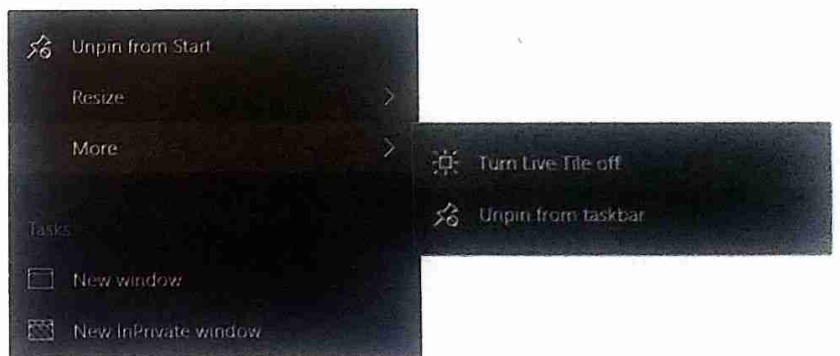 Unpin from Start
Resize
More
Turn Live Tile off
Unpin from taskbar
Tasks
New window
New InPrivate window